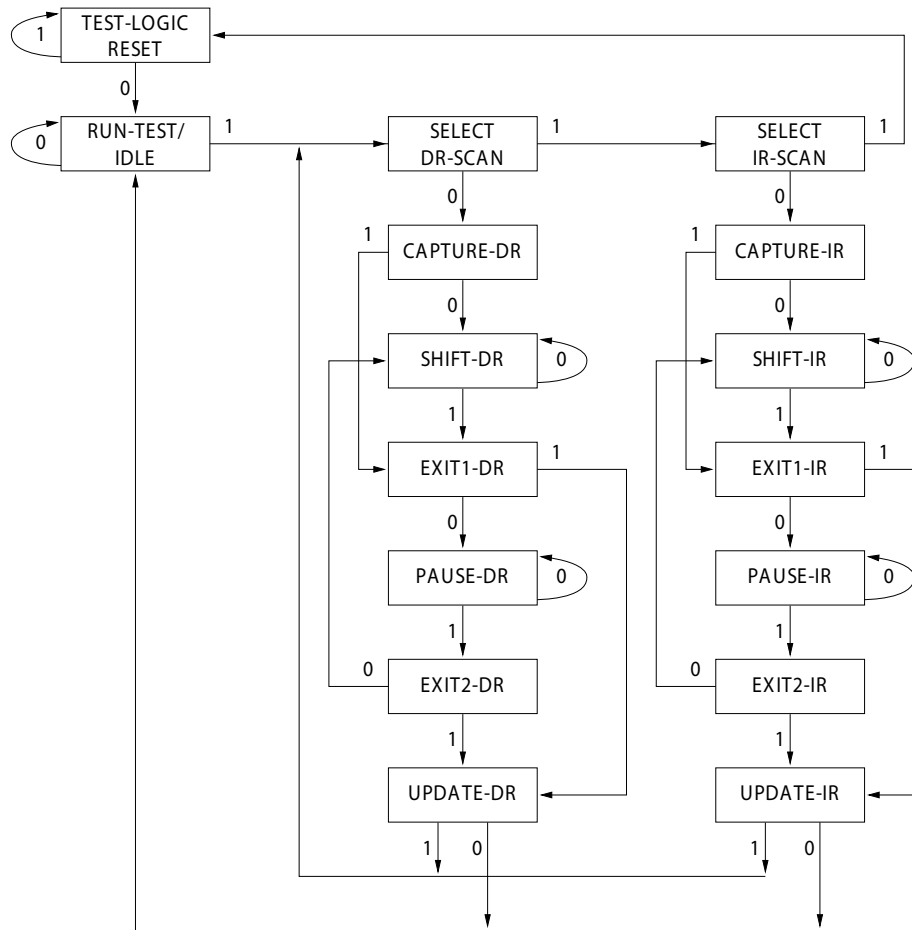 TEST-LOGIC
RESET
1
0
RUN-TEST/
IDLE
0
1
SELECT
DR-SCAN
1
SELECT
IR-SCAN
1
0
0
1
CAPTURE-DR
1
CAPTURE-IR
0
0
SHIFT-DR
0
SHIFT-IR
0
1
1
EXIT1-DR
1
EXIT1-IR
1
0
0
PAUSE-DR
0
PAUSE-IR
0
1
1
0
EXIT2-DR
0
EXIT2-IR
1
1
UPDATE-DR
UPDATE-IR
1
0
1
0